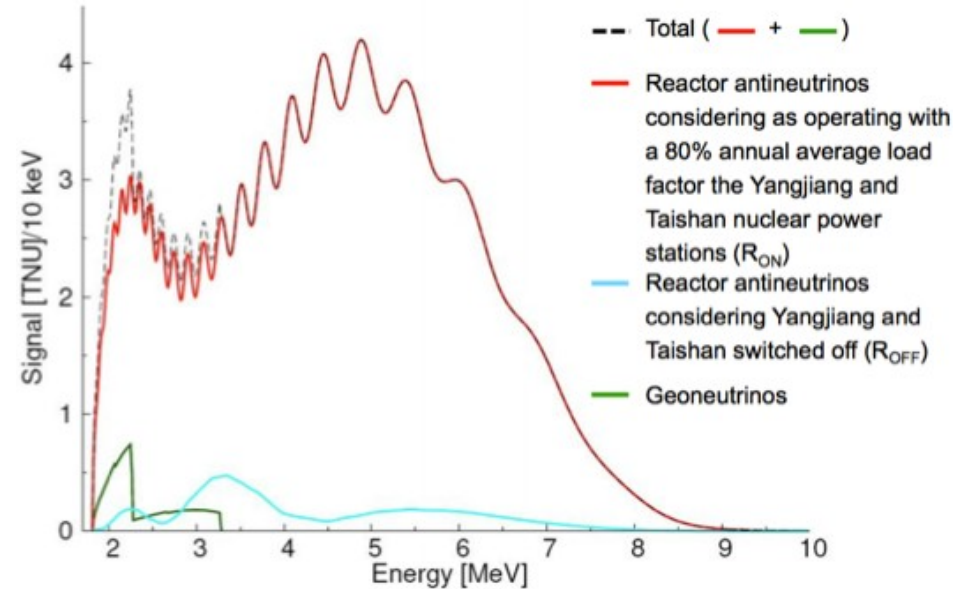 Total ( + )
Reactor antineutrinos
considering as operating with
a 80% annual average load
factor the Yangjiang and
Taishan nuclear power
stations (R_ON)
Reactor antineutrinos
considering Yangjiang and
Taishan switched off (R_OFF)
Geoneutrinos
Signal [TNU]/10 keV
4
3
2
1
0
2 3 4 5 6 7 8 9 10
Energy [MeV]